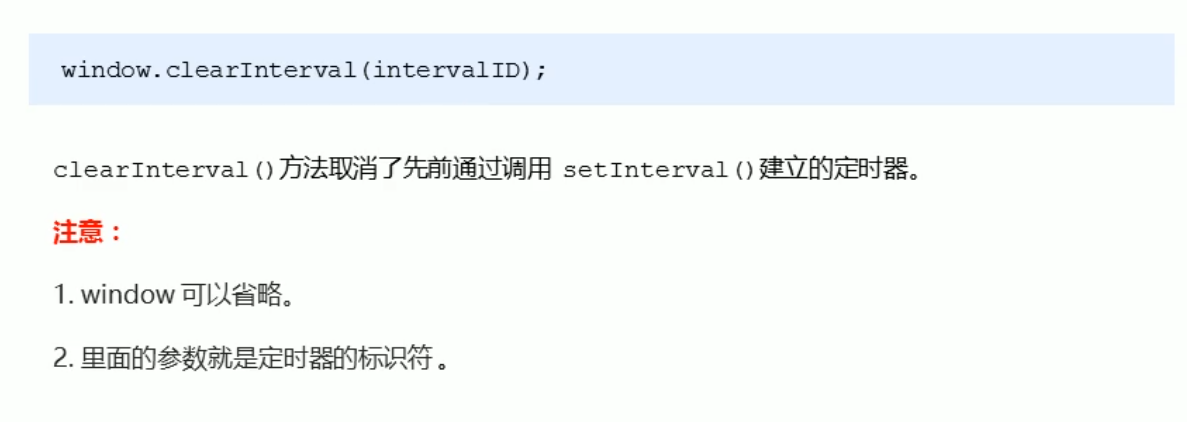 window.clearInterval(intervalID);
clearInterval()方法取消了先前通过调用 setInterval()建立的定时器。
注意：
1. window 可以省略。
2. 里面的参数就是定时器的标识符 。